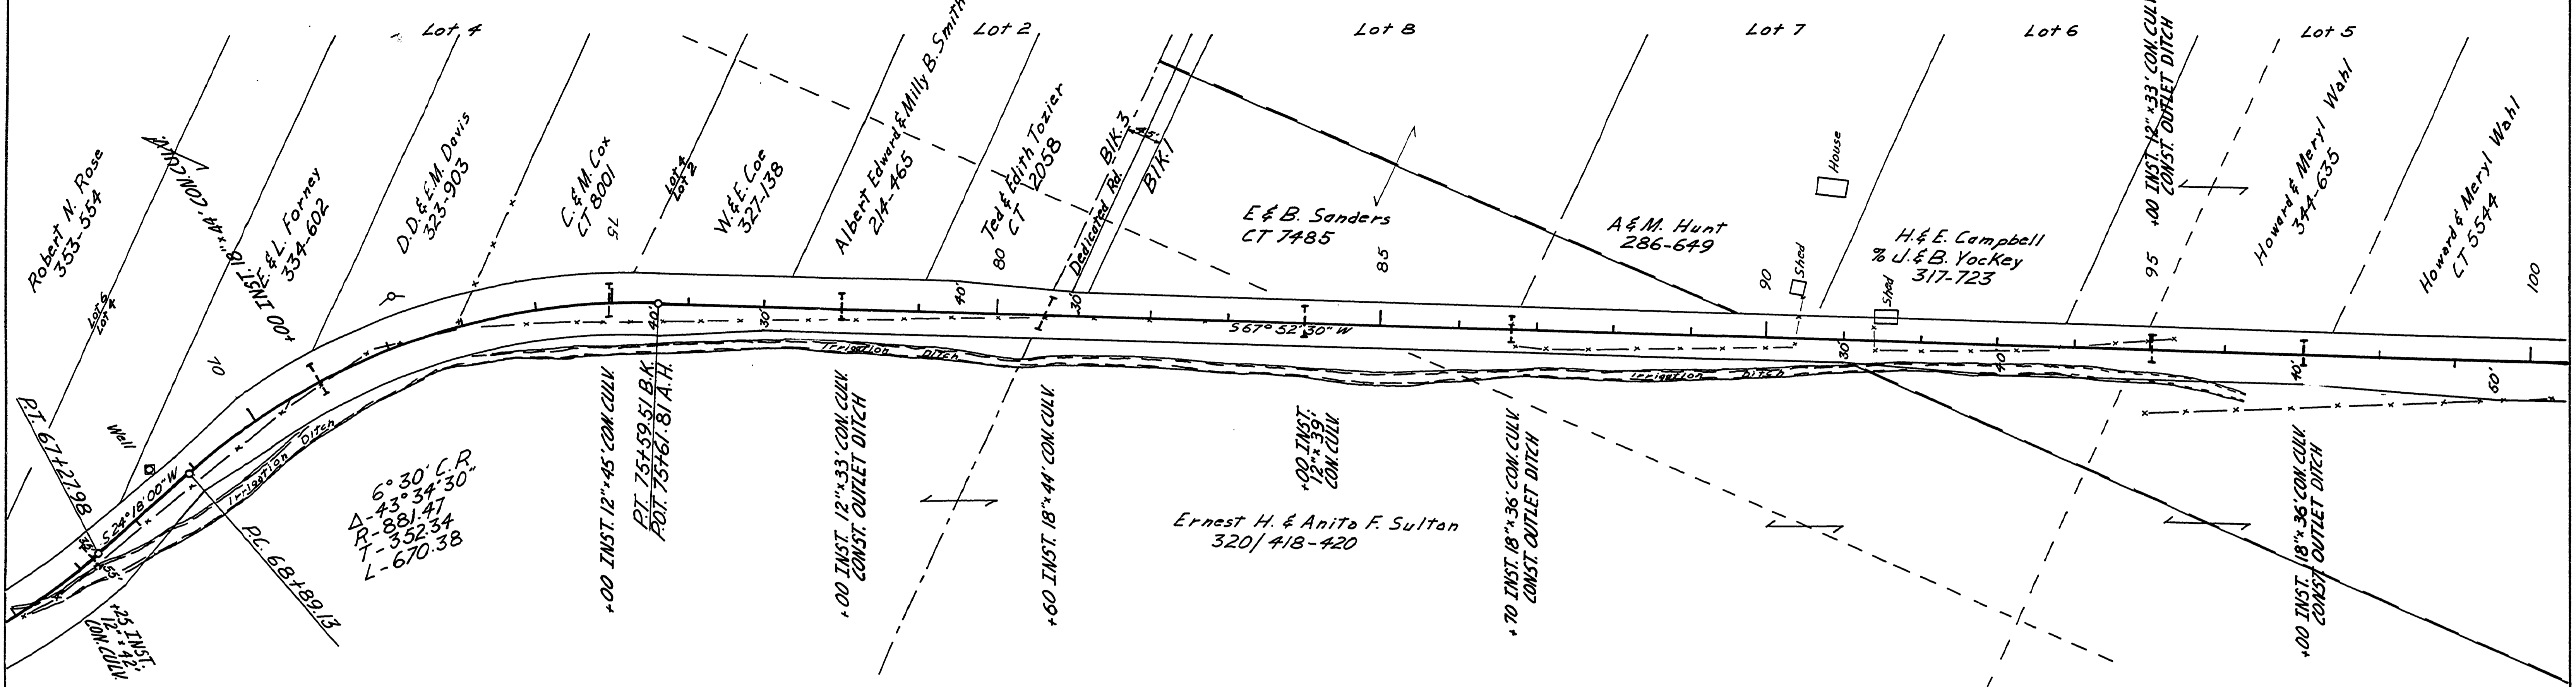 Lot 4
Lot 2
Lot 8
Lot 7
Lot 6
Lot 5
Robert N. Rose
353-554
Lot 6
Lot 4
+00 INST. 18"x44' CON. CULV.
E. & L. Forney
334-602
D.D. & E.M. Davis
323-903
C. & M. Cox
CT 8001
75
Lot 4
Lot 2
W. & E. Coe
327-138
Albert Edward & Milly B. Smith
214-465
Ted & Edith Tozier
CT 2058
80
Dedicated Rd.
BlK. 3
45'
BlK. 1
E & B. Sanders
CT 7485
85
A & M. Hunt
286-649
90
Shed
House
Shed
H. & E. Campbell
% J. & B. Yockey
317-723
+00 INST. 12"x33' CON. CULV.
CONST. OUTLET DITCH
95
Howard & Meryl Wahl
344-635
Howard & Meryl Wahl
CT 5544
100
70
Well
P.T. 67+27.98
S 24° 18' 00" W
55'
P.C. 68+89.13
+25 INST.
12" x 42'
CON. CULV.
Irrigation Ditch
6° 30' C.R.
Δ-43° 34' 30"
R-881.47
T-352.34
L-670.38
40'
30'
40'
30'
S 67° 52' 30" W
30'
40'
40'
60'
Irrigation Ditch
Irrigation Ditch
+00 INST. 12"x45' CON. CULV.
P.T. 75+59.51 B.K.
P.O.T. 75+61.81 A.H.
+00 INST. 12"x33' CON. CULV.
CONST. OUTLET DITCH
+60 INST. 18"x44' CON. CULV.
+00 INST.
12"x39'
CON. CULV.
+70 INST. 18"x36' CON. CULV.
CONST. OUTLET DITCH
+00 INST. 18"x36' CON. CULV.
CONST. OUTLET DITCH
Ernest H. & Anita F. Sultan
320/418-420